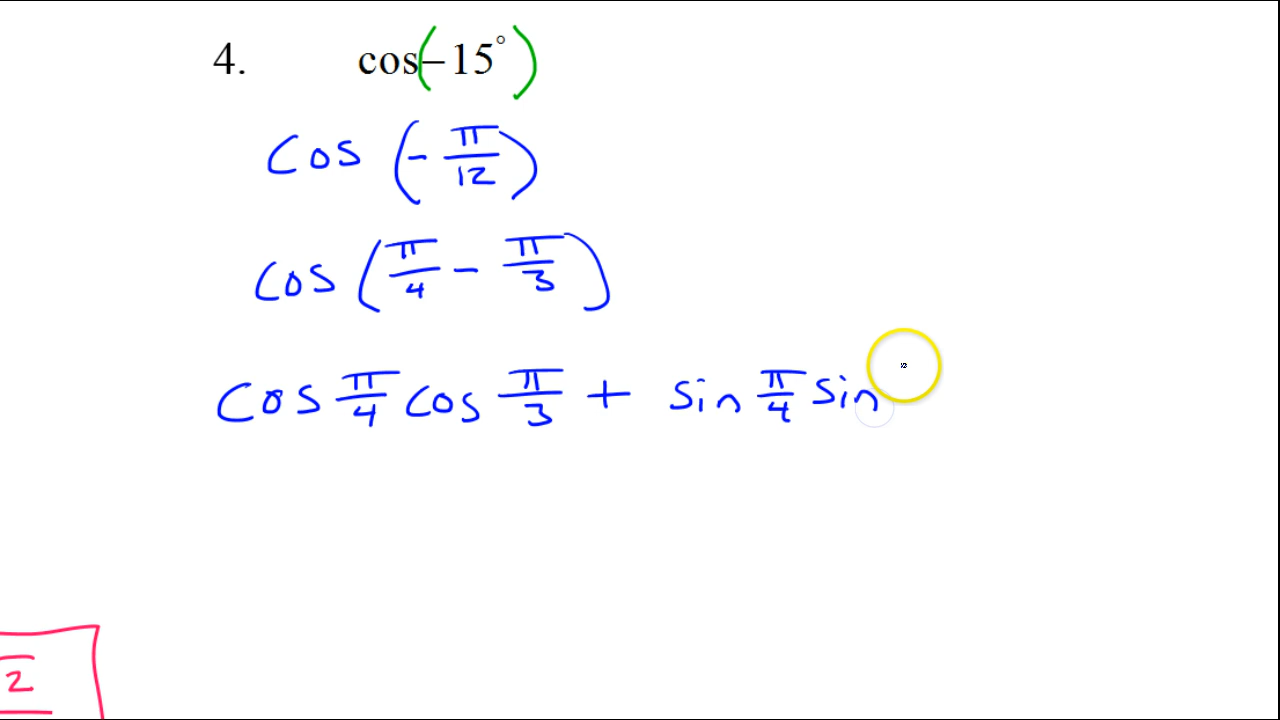 4. cos(−15°)
cos (− π/12)
cos (π/4 − π/3)
cos π/4 cos π/3 + sin π/4 sin
2